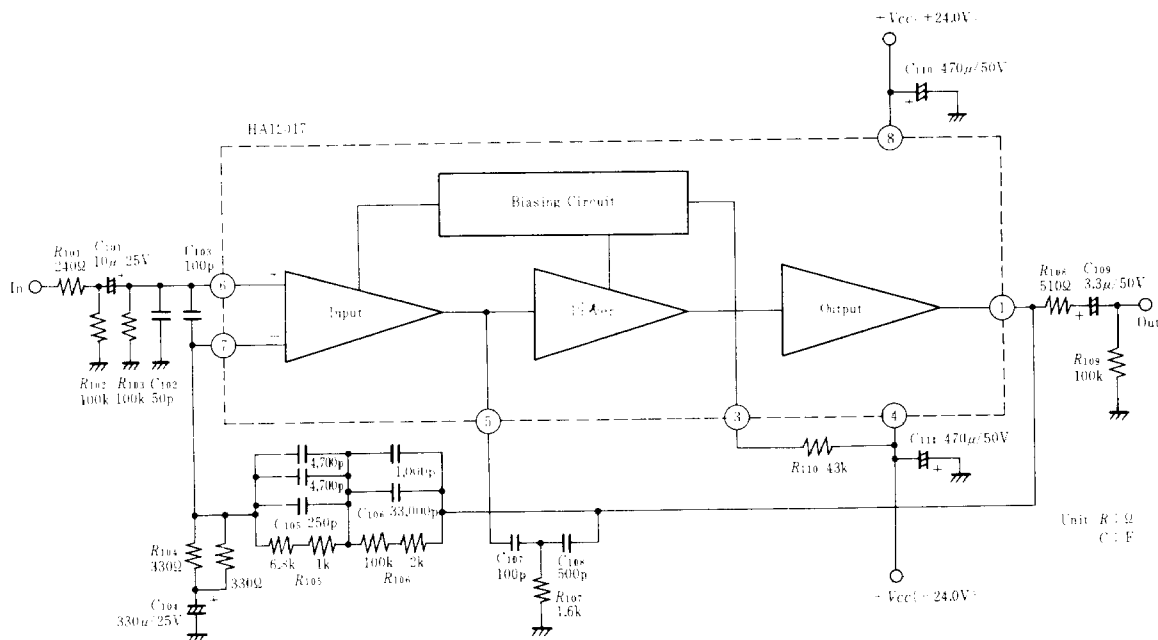 +Vcc(+24.0V)
C110 470μ/50V
+
8
Biasing Circuit
R101
240Ω
C101
10μ 25V
+
C103
100p
In
6
7
Input
Output
1
R108
510Ω
C109
3.3μ/50V
+
Out
R109
100k
R102
100k
R103
100k
C102
50p
5
3
4
R110 43k
C111 470μ/50V
+
4,700p
4,700p
C105 250p
6.8k 1k
R105
1,000p
C106 33,000p
100k 2k
R106
R104
330Ω
330Ω
C104
330μ/25V
+
C107
100p
C108
500p
R107
1.6k
Unit R : Ω
C : F
-Vcc(-24.0V)